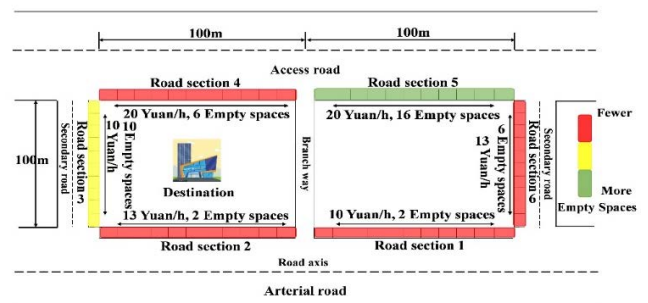 100m
100m
Access road
Road section 4
Road section 5
20 Yuan/h, 6 Empty spaces
20 Yuan/h, 16 Empty spaces
Fewer
More
Empty Spaces
100m
Secondary road
Road section 3
10 Yuan/h
10 Empty spaces
Destination
Branch way
13 Yuan/h
6 Empty spaces
Road section 6
Secondary road
13 Yuan/h, 2 Empty spaces
10 Yuan/h, 2 Empty spaces
Road section 2
Road section 1
Road axis
Arterial road